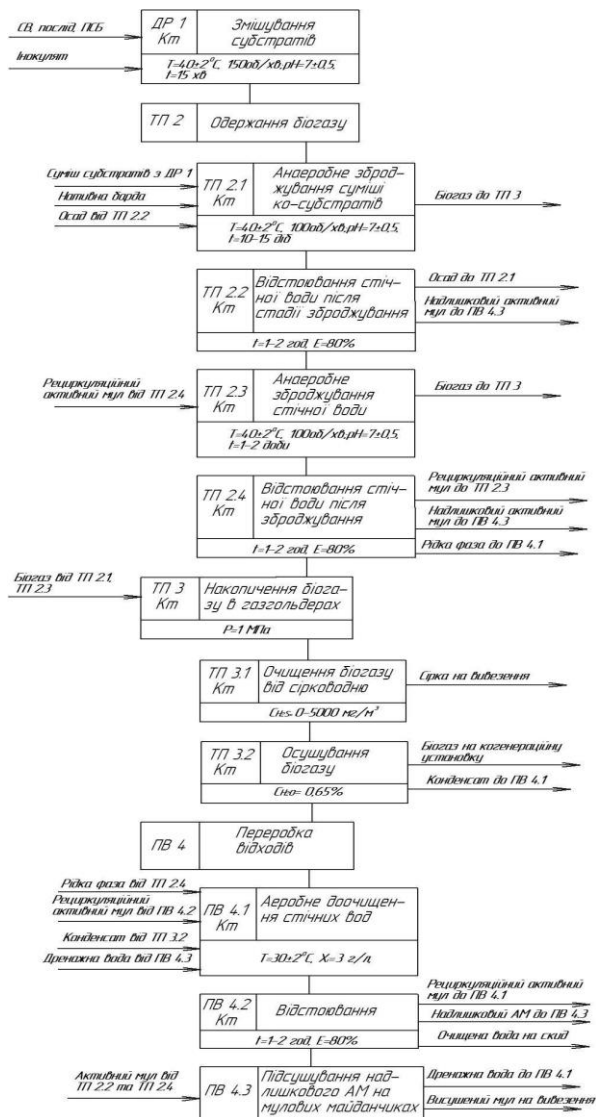 СВ, послід, ПСБ
Інокулят
ДР 1
Кт
Змішування
субстратів
T=40±2°C, 150об/хв,pH=7±0,5,
t=15 хв
ТП 2
Одержання біогазу
Суміш субстратів з ДР 1
Нативна барда
Осад від ТП 2.2
ТП 2.1
Кт
Анаеробне зброд-
жування суміші
ко-субстратів
T=40±2°C, 100об/хв,pH=7±0,5,
t=10-15 діб
Біогаз до ТП 3
ТП 2.2
Кт
Відстоювання стіч-
ної води після
стадії зброджування
t=1-2 год, E=80%
Осад до ТП 2.1
Надлишковий активний
мул до ПВ 4.3
Рециркуляційний
активний мул від ТП 2.4
ТП 2.3
Кт
Анаеробне
зброджування
стічної води
T=40±2°C, 100об/хв,pH=7±0,5,
t=1-2 доби
Біогаз до ТП 3
ТП 2.4
Кт
Відстоювання стіч-
ної води після
зброджування
t=1-2 год, E=80%
Рециркуляційний активний
мул до ТП 2.3
Надлишковий активний
мул до ПВ 4.3
Рідка фаза до ПВ 4.1
Біогаз від ТП 2.1,
ТП 2.3
ТП 3
Кт
Накопичення біога-
зу в газгольдерах
P=1 МПа
ТП 3.1
Кт
Очищення біогазу
від сірководню
CH₂S= 0-5000 мг/м³
Сірка на вивезення
ТП 3.2
Кт
Осушування
біогазу
CH₂O= 0,65%
Біогаз на когенераційну
установку
Конденсат до ПВ 4.1
ПВ 4
Переробка
відходів
Рідка фаза від ТП 2.4
Рециркуляційний
активний мул від ПВ 4.2
Конденсат від ТП 3.2
Дренажна вода від ПВ 4.3
ПВ 4.1
Кт
Аеробне доочищен-
ня стічних вод
T=30±2°C, X=3 г/л,
ПВ 4.2
Кт
Відстоювання
t=1-2 год, E=80%
Рециркуляційний активний
мул до ПВ 4.1
Надлишковий АМ до ПВ 4.3
Очищена вода на скид
Активний мул від
ТП 2.2 та ТП 2.4
ПВ 4.3
Підсушування над-
лишкового АМ на
мулових майданчиках
Дренажна вода до ПВ 4.1
Висушений мул на вивезення